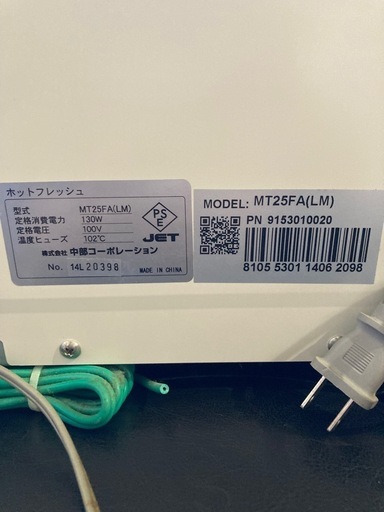 ホットフレッシュ
型式 MT25FA(LM)
定格消費電力 130W
定格電圧 100V
温度ヒューズ 102℃
PS
E
JET
株式会社 中部コーポレーション
No. 14L20398 MADE IN CHINA
MODEL: MT25FA(LM)
PN 9153010020
8105 5301 1406 2098